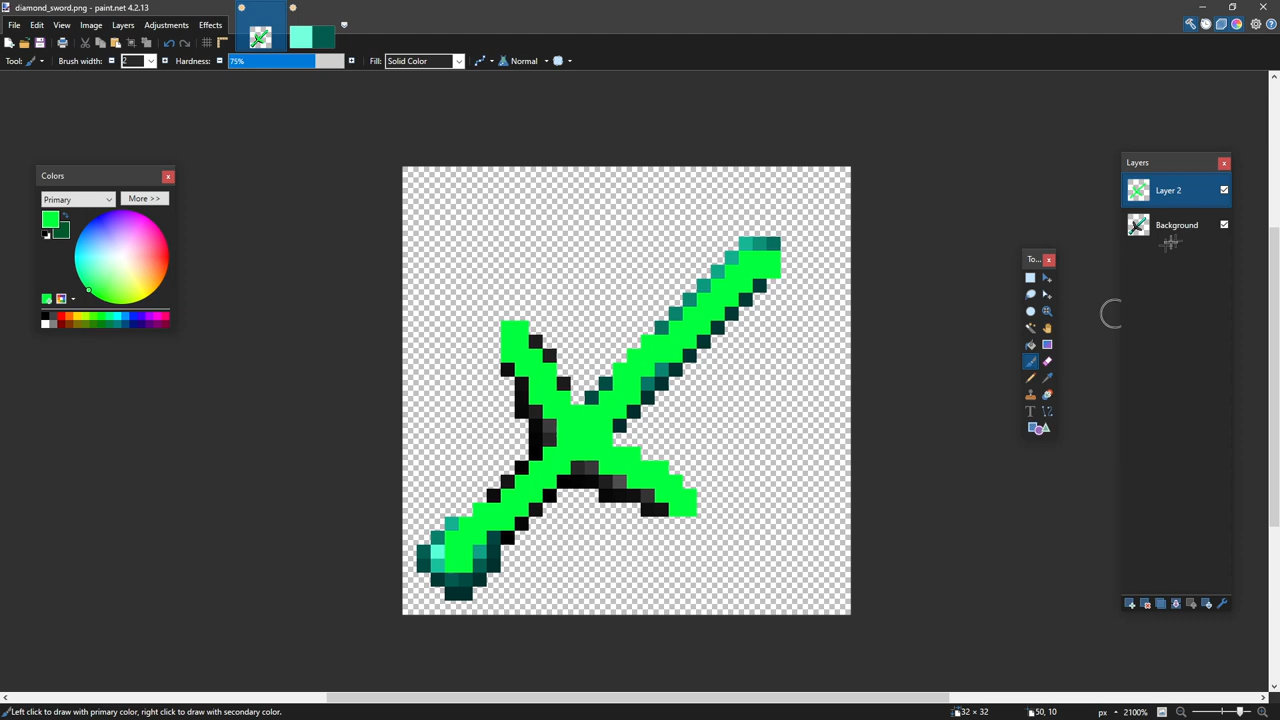 diamond_sword.png - paint.net 4.2.13
File Edit View Image Layers Adjustments Effects
Tool: Brush width: 2 Hardness: 75% Fill: Solid Color Normal
Colors
Primary More >>
Layers
Layer 2
Background
To...
Left click to draw with primary color, right click to draw with secondary color. 32 × 32 50, 10 px 2100%